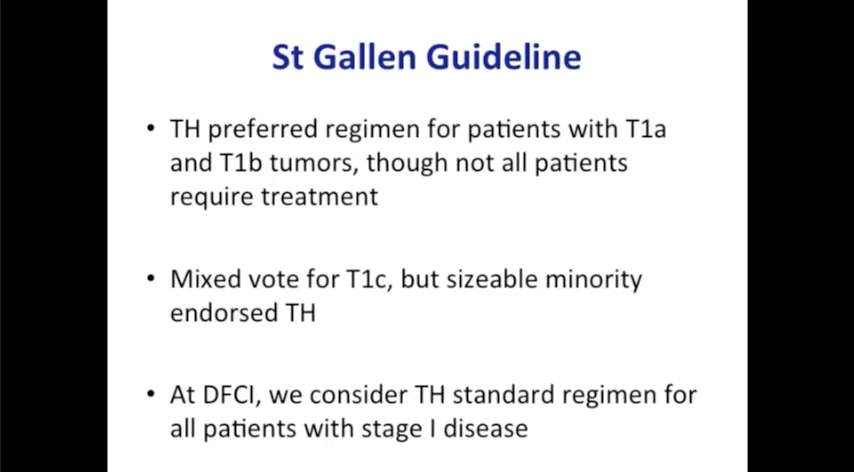 St Gallen Guideline
• TH preferred regimen for patients with T1a
and T1b tumors, though not all patients
require treatment
• Mixed vote for T1c, but sizeable minority
endorsed TH
• At DFCI, we consider TH standard regimen for
all patients with stage I disease